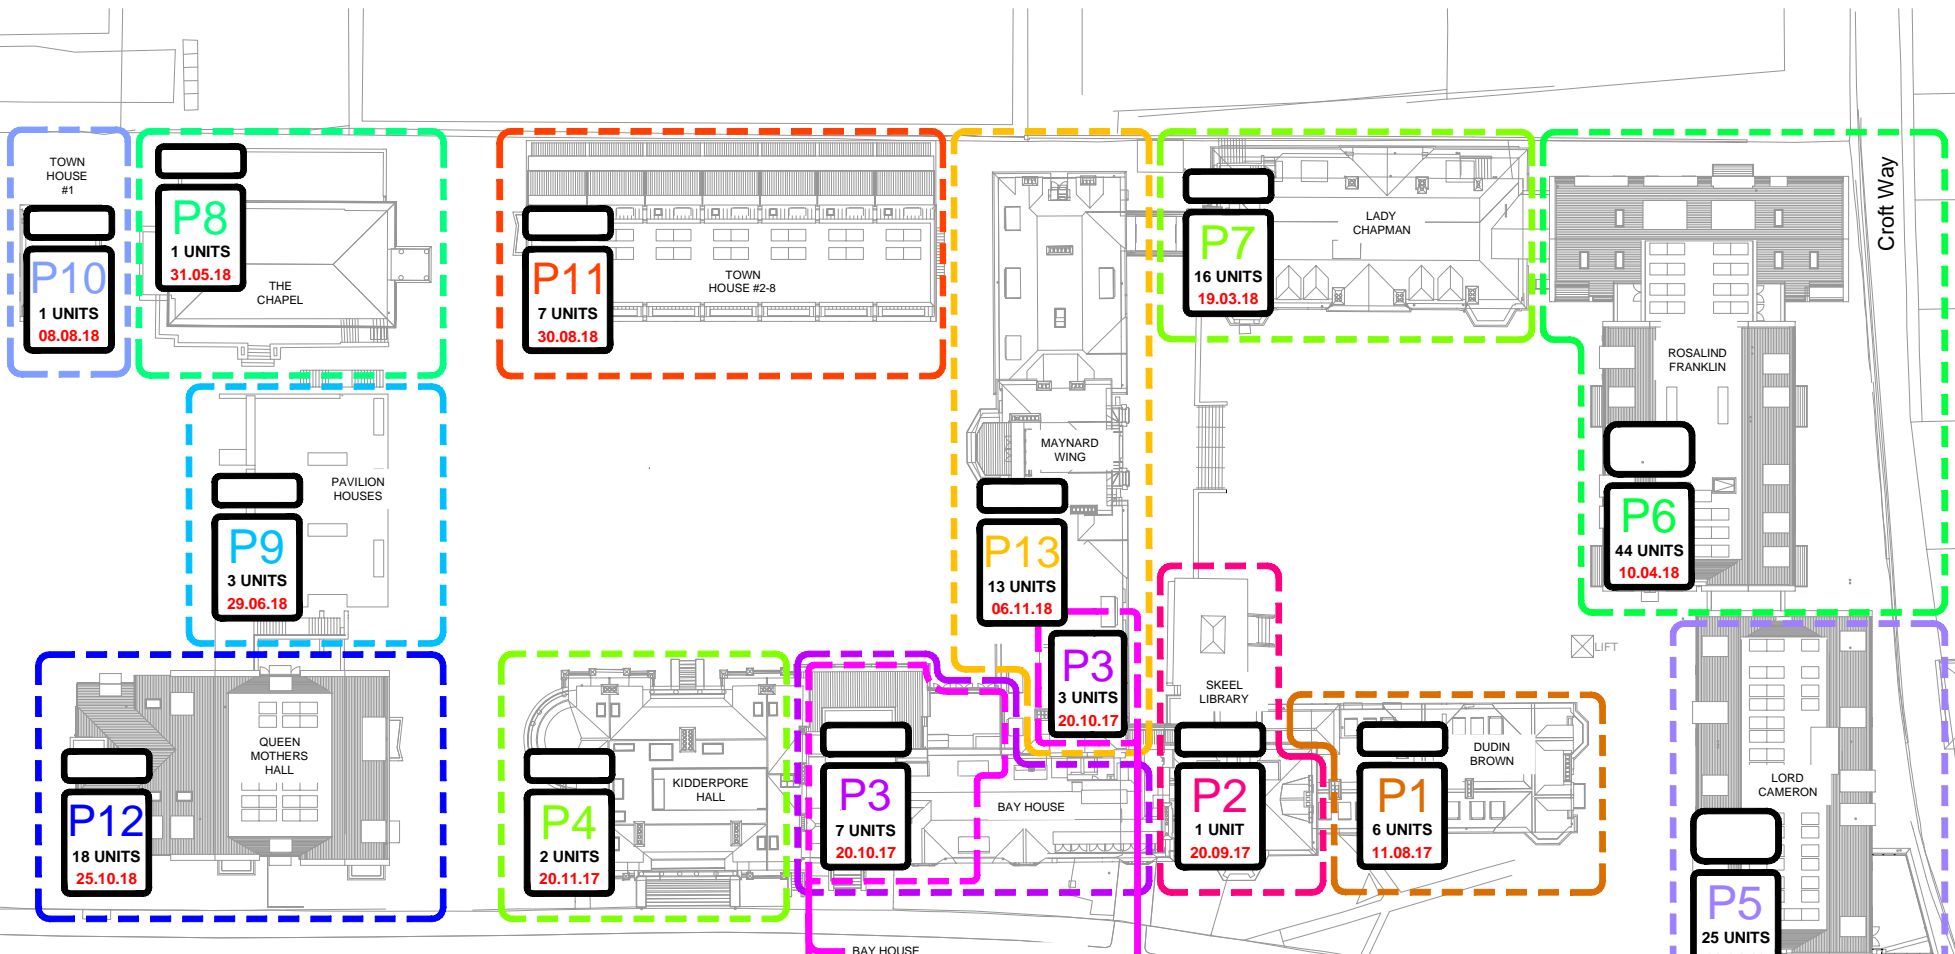 TOWN
HOUSE
#1
P10
1 UNITS
08.08.18
P8
1 UNITS
31.05.18
THE
CHAPEL
P11
7 UNITS
30.08.18
TOWN
HOUSE #2-8
P7
16 UNITS
19.03.18
LADY
CHAPMAN
Croft Way
ROSALIND
FRANKLIN
P6
44 UNITS
10.04.18
MAYNARD
WING
P13
13 UNITS
06.11.18
PAVILION
HOUSES
P9
3 UNITS
29.06.18
P3
3 UNITS
20.10.17
SKEEL
LIBRARY
LIFT
QUEEN
MOTHERS
HALL
P12
18 UNITS
25.10.18
KIDDERPORE
HALL
P4
2 UNITS
20.11.17
P3
7 UNITS
20.10.17
BAY HOUSE
P2
1 UNIT
20.09.17
P1
6 UNITS
11.08.17
DUDIN
BROWN
LORD
CAMERON
P5
25 UNITS
BAY HOUSE